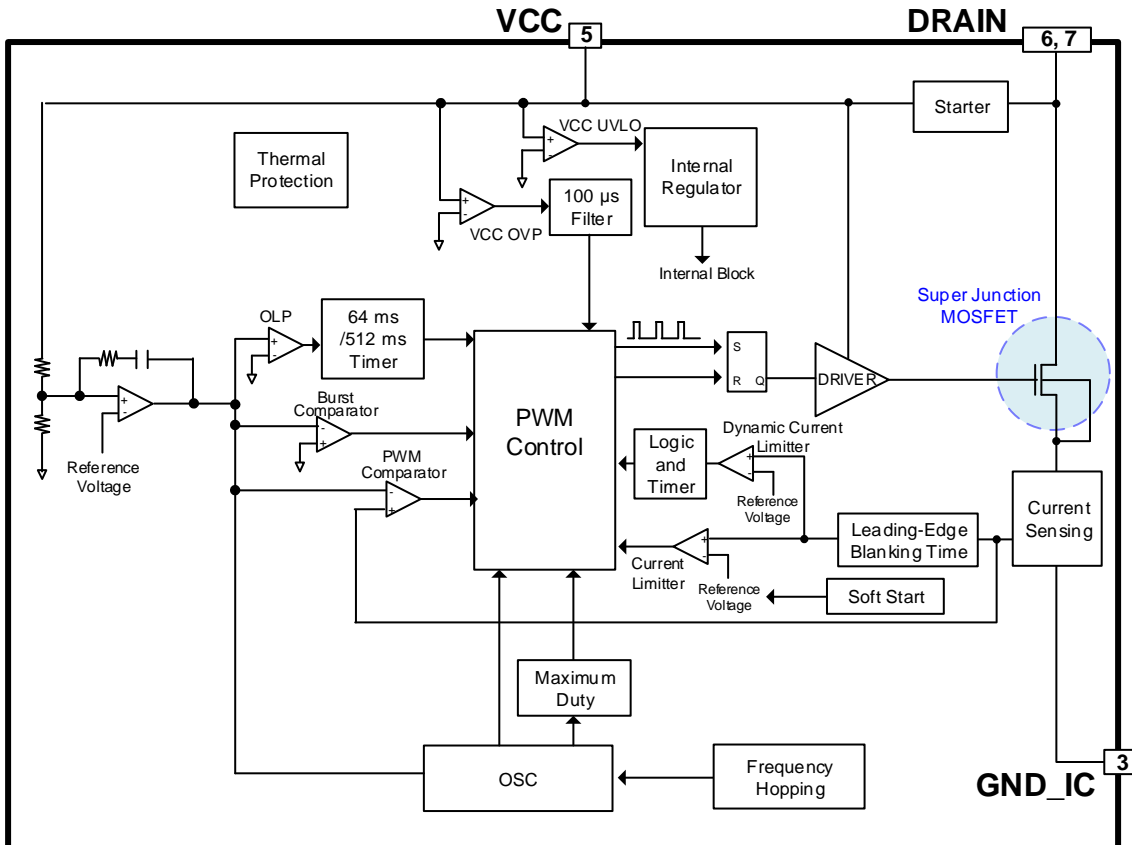 VCC
5
DRAIN
6, 7
Starter
VCC UVLO
+
-
Internal
Regulator
Thermal
Protection
100 µs
Filter
+
-
VCC OVP
Internal Block
Super Junction
MOSFET
OLP
+
-
64 ms
/512 ms
Timer
S
R Q
DRIVER
+
-
Reference
Voltage
Burst
Comparator
-
+
PWM
Control
PWM
Comparator
-
+
Logic
and
Timer
Dynamic Current
Limitter
+
-
Reference
Voltage
Current
Sensing
Leading-Edge
Blanking Time
+
-
Current
Limitter
Reference
Voltage
Soft Start
Maximum
Duty
OSC
Frequency
Hopping
3
GND_IC